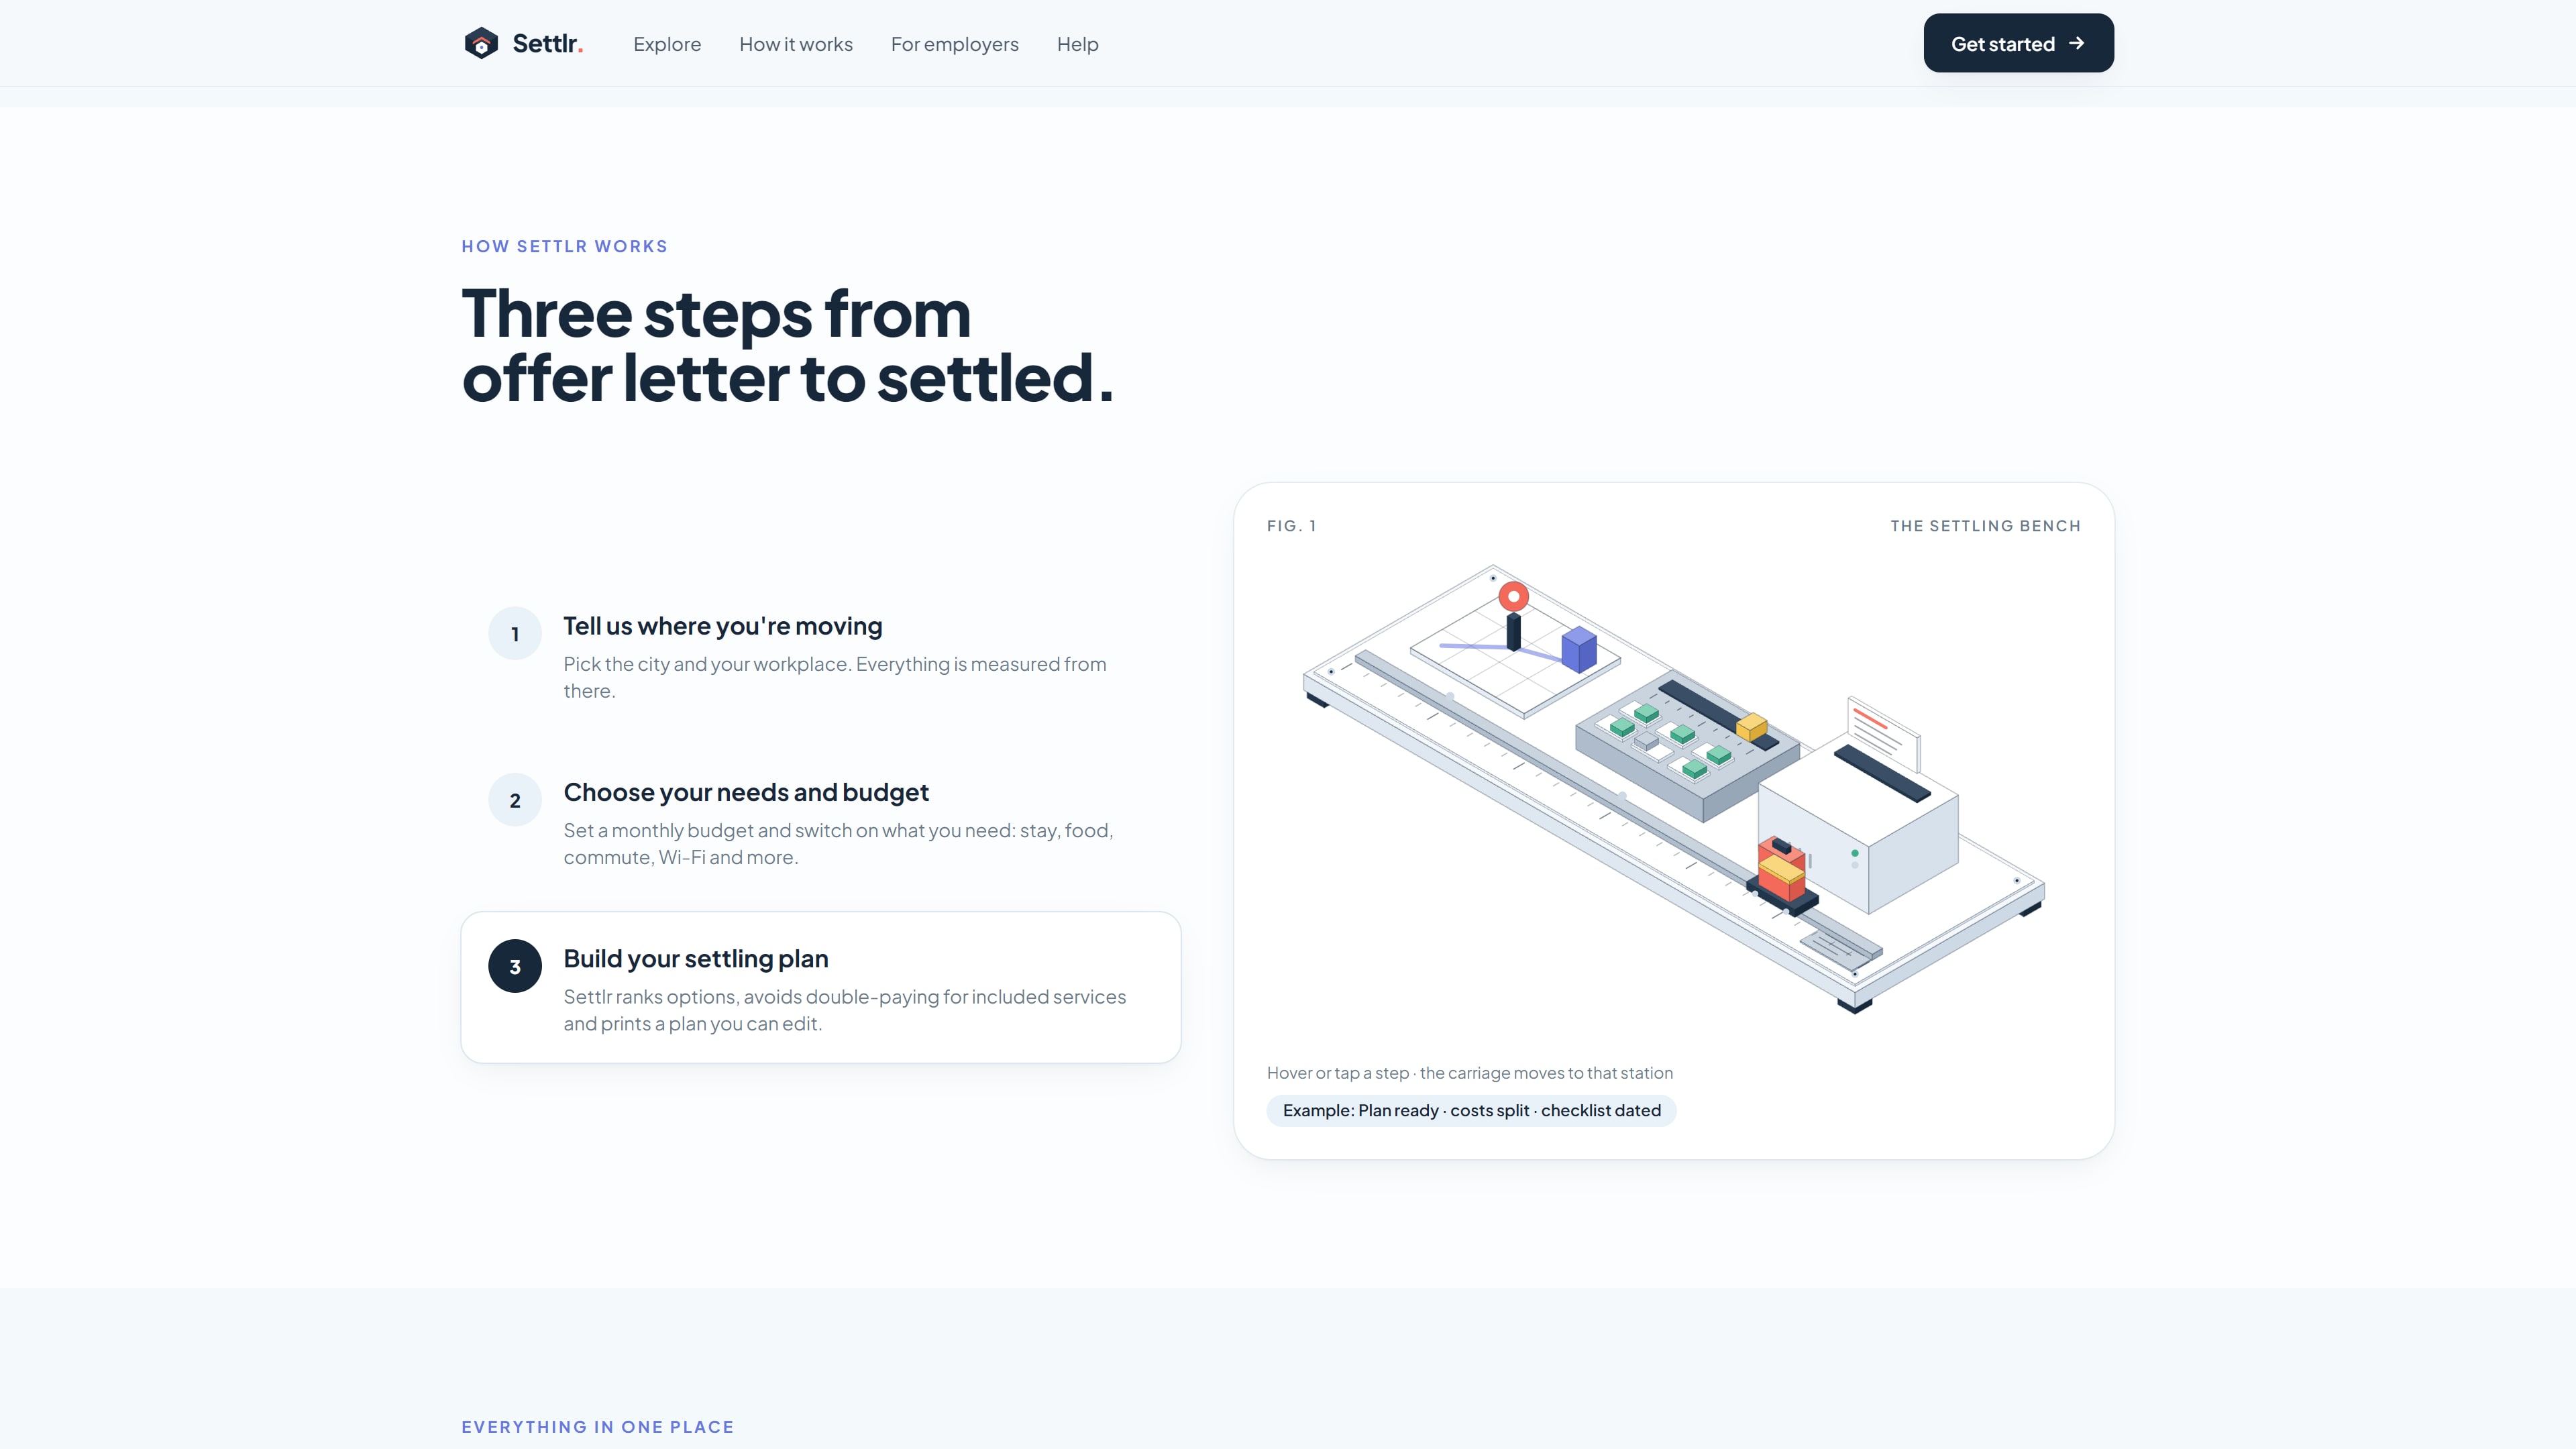 Settlr.
Explore
How it works
For employers
Help
Get started
HOW SETTLR WORKS
Three steps from
offer letter to settled.
1
Tell us where you're moving
Pick the city and your workplace. Everything is measured from
there.
2
Choose your needs and budget
Set a monthly budget and switch on what you need: stay, food,
commute, Wi-Fi and more.
3
Build your settling plan
Settlr ranks options, avoids double-paying for included services
and prints a plan you can edit.
FIG. 1
THE SETTLING BENCH
Hover or tap a step · the carriage moves to that station
Example: Plan ready · costs split · checklist dated
EVERYTHING IN ONE PLACE